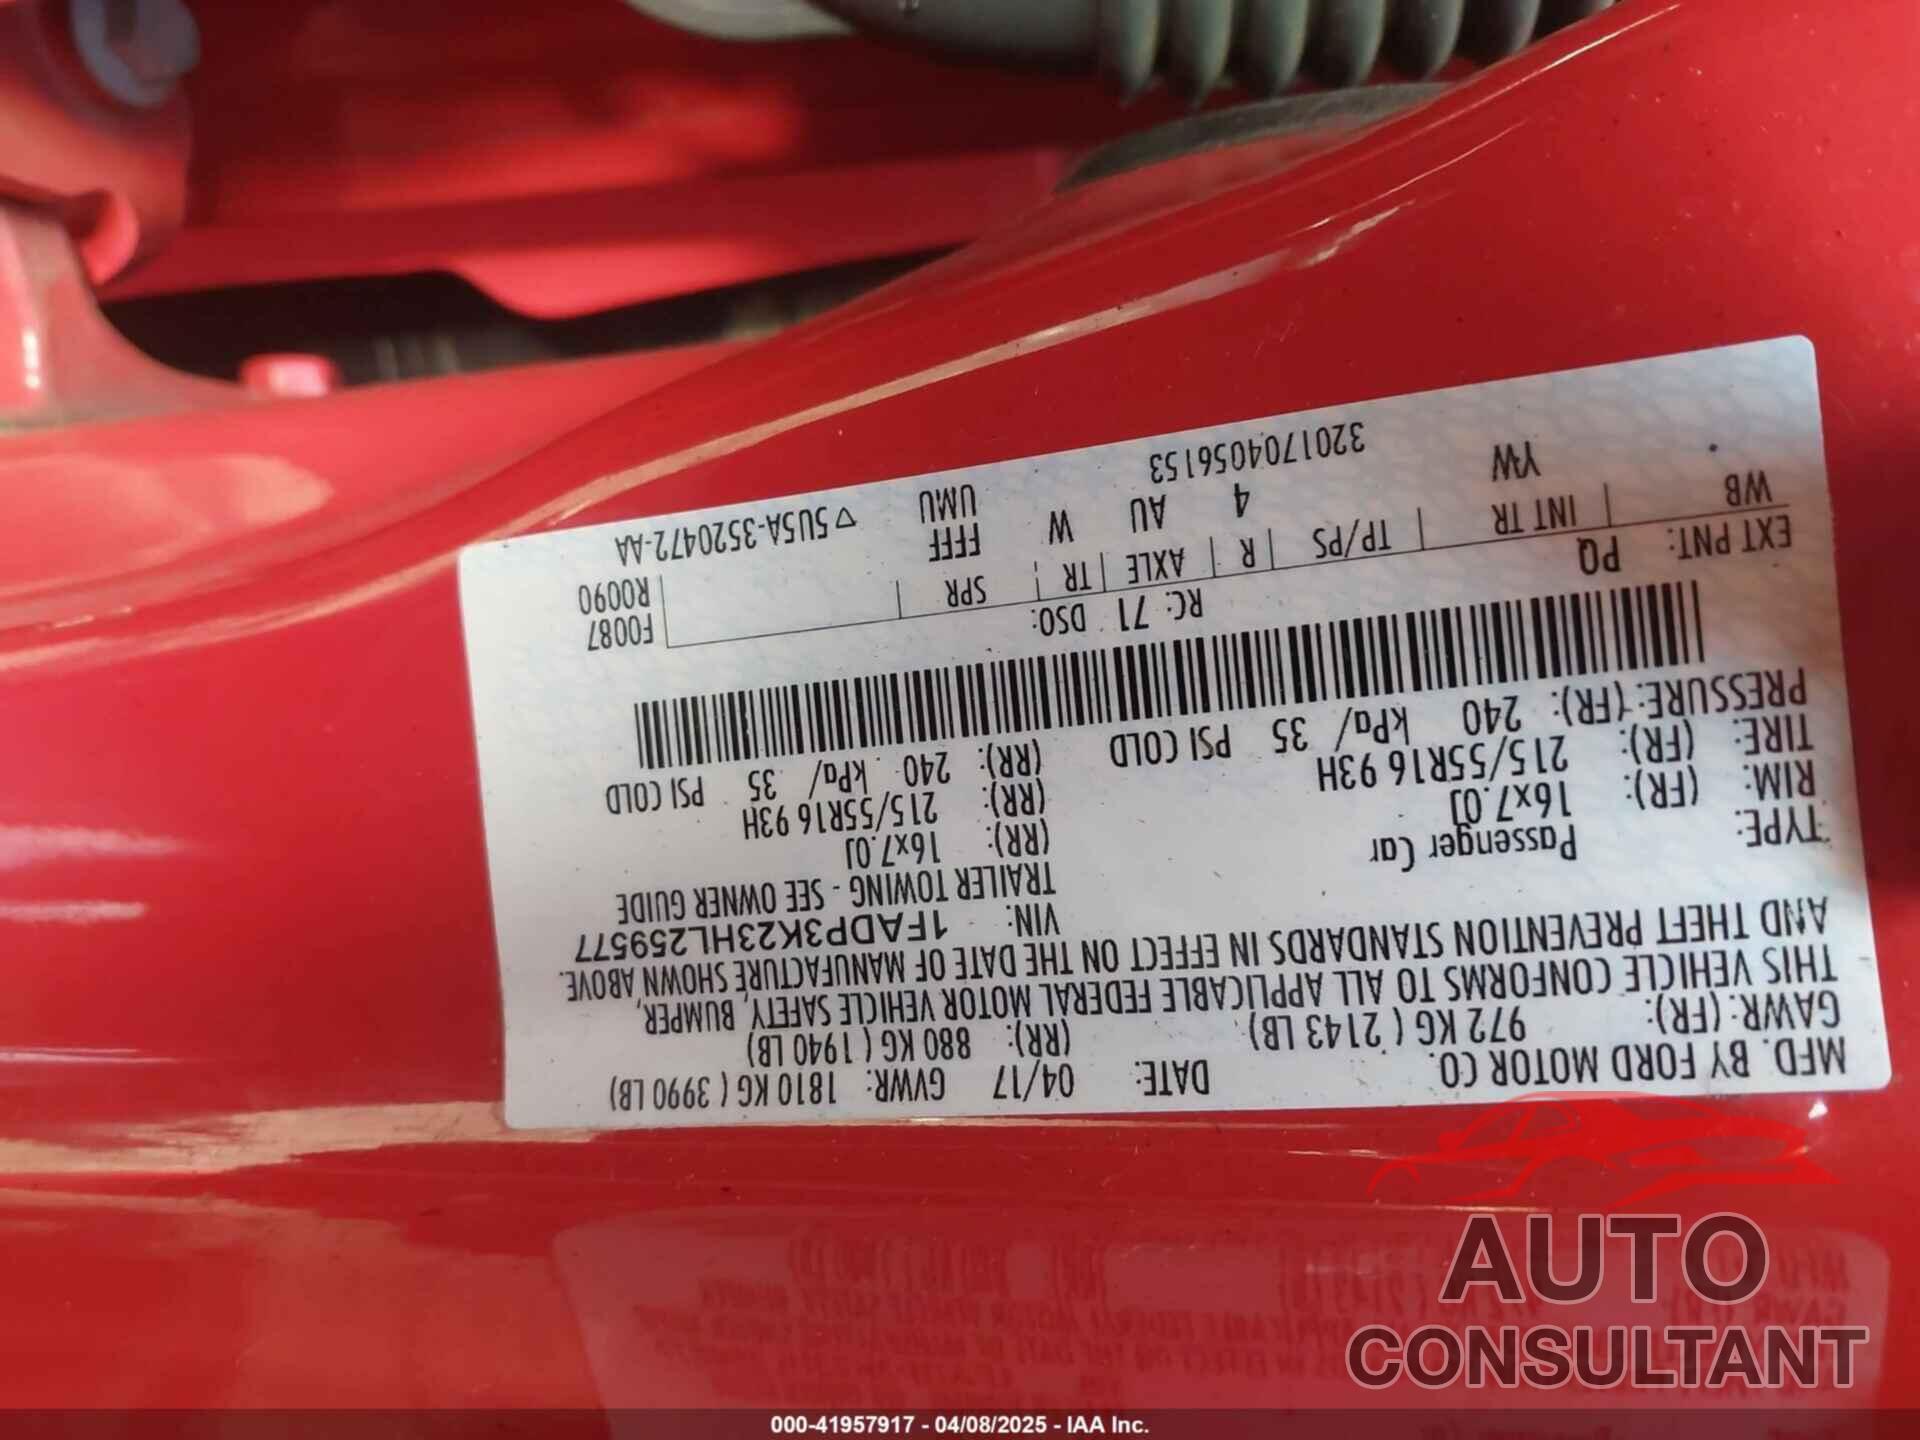 MFD. BY FORD MOTOR CO.
DATE: 04/17 GVWR: 1810 KG ( 3990 LB)
GAWR: (FR): 972 KG ( 2143 LB) (RR): 880 KG ( 1940 LB)
THIS VEHICLE CONFORMS TO ALL APPLICABLE FEDERAL MOTOR VEHICLE SAFETY, BUMPER,
AND THEFT PREVENTION STANDARDS IN EFFECT ON THE DATE OF MANUFACTURE SHOWN ABOVE.
VIN: 1FADP3K23HL259577
TYPE: Passenger Car TRAILER TOWING - SEE OWNER GUIDE
RIM: (FR): 16x7.0J (RR): 16x7.0J
TIRE: (FR): 215/55R16 93H (RR): 215/55R16 93H
PRESSURE: (FR): 240 kPa/ 35 PSI COLD (RR): 240 kPa/ 35 PSI COLD
EXT PNT: PQ RC: 71 DSO: F0087
WB INT TR TP/PS R AXLE TR SPR R0090
YW 4 AU W FFFF
UMU ▽5U5A-3520472-AA
3201704056153
AUTO
CONSULTANT
000-41957917 - 04/08/2025 - IAA Inc.